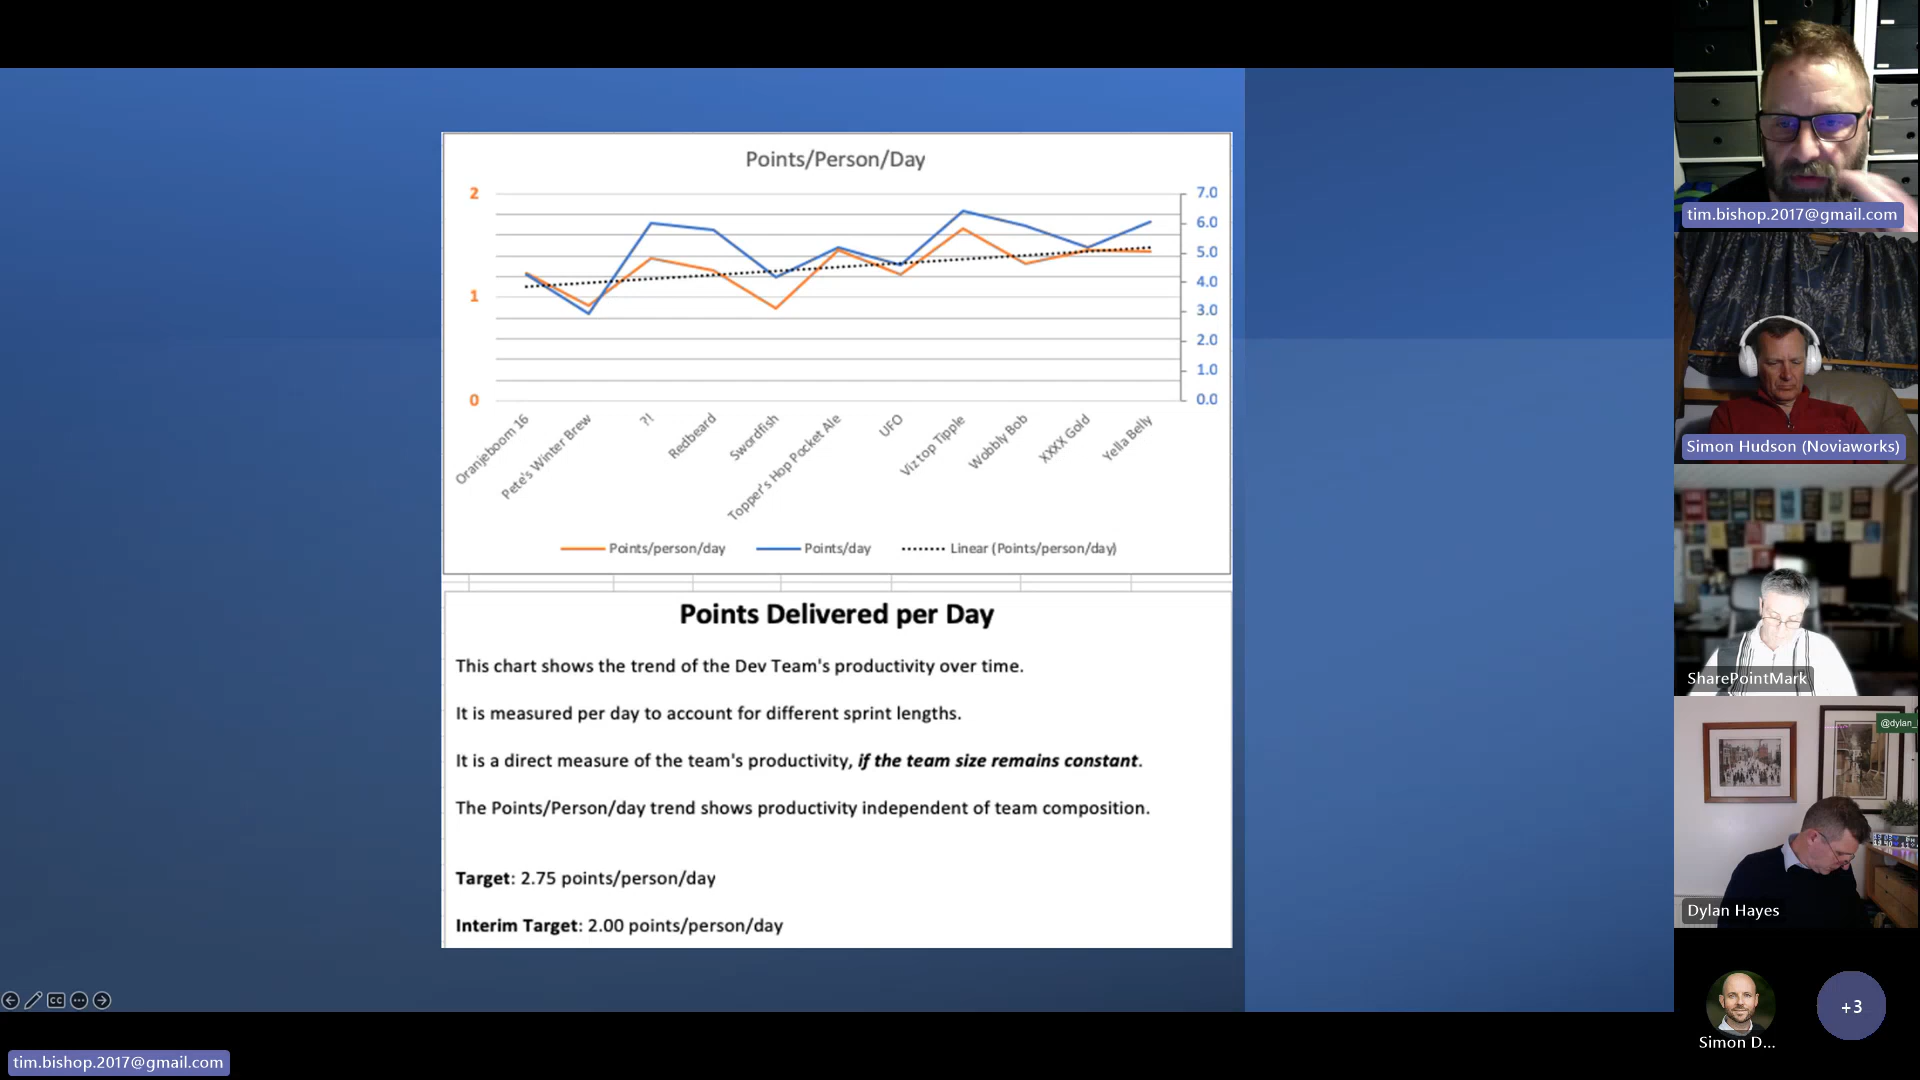 Points/Person/Day
2
1
0
7.0
6.0
5.0
4.0
3.0
2.0
1.0
0.0
Oranjeboom 16
Pete's Winter Brew
?!
Redbeard
Swordfish
Topper's Hop Pocket Ale
UFO
Viz top Tipple
Wobbly Bob
XXXX Gold
Yella Belly
Points/person/day
Points/day
Linear (Points/person/day)
Points Delivered per Day
This chart shows the trend of the Dev Team's productivity over time.
It is measured per day to account for different sprint lengths.
It is a direct measure of the team's productivity, if the team size remains constant.
The Points/Person/day trend shows productivity independent of team composition.
Target: 2.75 points/person/day
Interim Target: 2.00 points/person/day
CC
tim.bishop.2017@gmail.com
tim.bishop.2017@gmail.com
Simon Hudson (Noviaworks)
SharePointMark
@dylan_
Dylan Hayes
Simon D...
+3